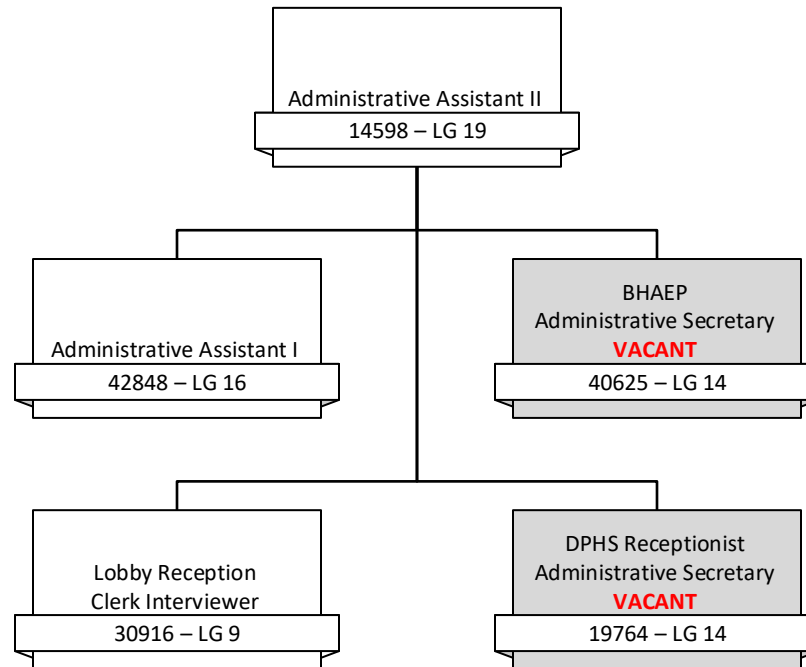 Administrative Assistant II
14598 – LG 19
Administrative Assistant I
42848 – LG 16
BHAEP
Administrative Secretary
VACANT
40625 – LG 14
Lobby Reception
Clerk Interviewer
30916 – LG 9
DPHS Receptionist
Administrative Secretary
VACANT
19764 – LG 14